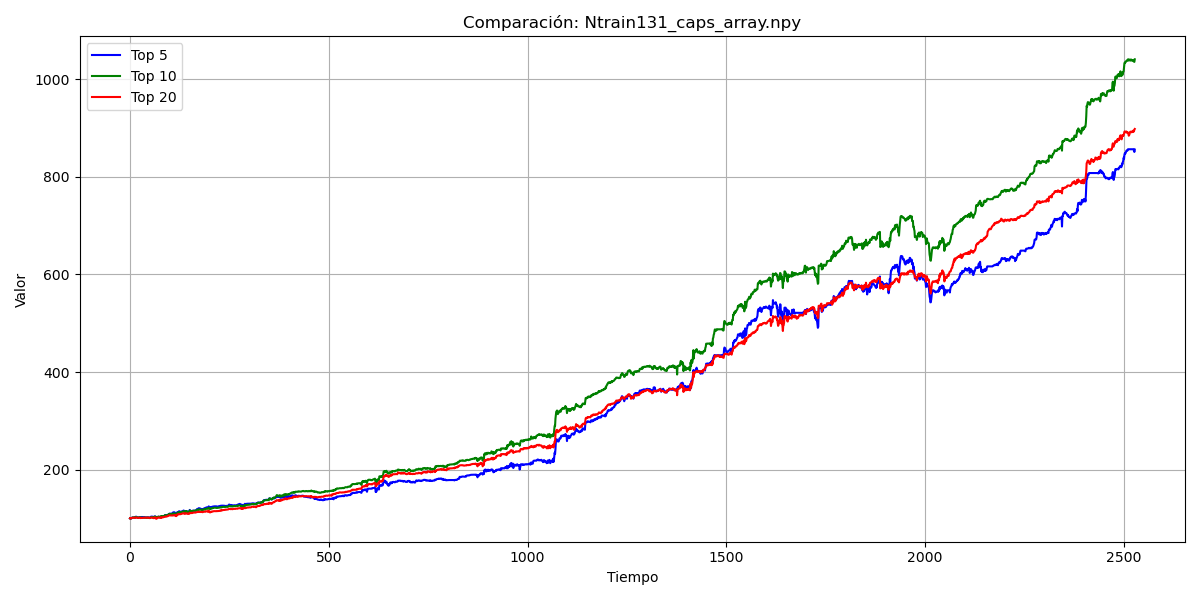 Comparación: Ntrain131_caps_array.npy
Top 5
Top 10
Top 20
Valor
1000
800
600
400
200
0 500 1000 1500 2000 2500
Tiempo